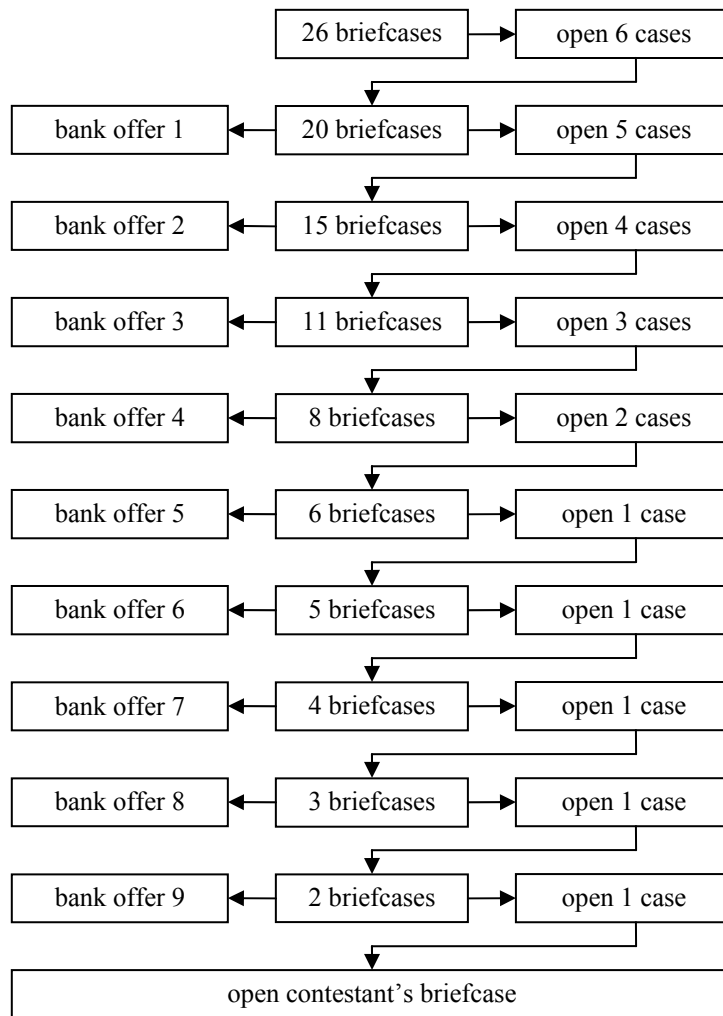 26 briefcases open 6 cases
bank offer 1 20 briefcases open 5 cases
bank offer 2 15 briefcases open 4 cases
bank offer 3 11 briefcases open 3 cases
bank offer 4 8 briefcases open 2 cases
bank offer 5 6 briefcases open 1 case
bank offer 6 5 briefcases open 1 case
bank offer 7 4 briefcases open 1 case
bank offer 8 3 briefcases open 1 case
bank offer 9 2 briefcases open 1 case
open contestant’s briefcase